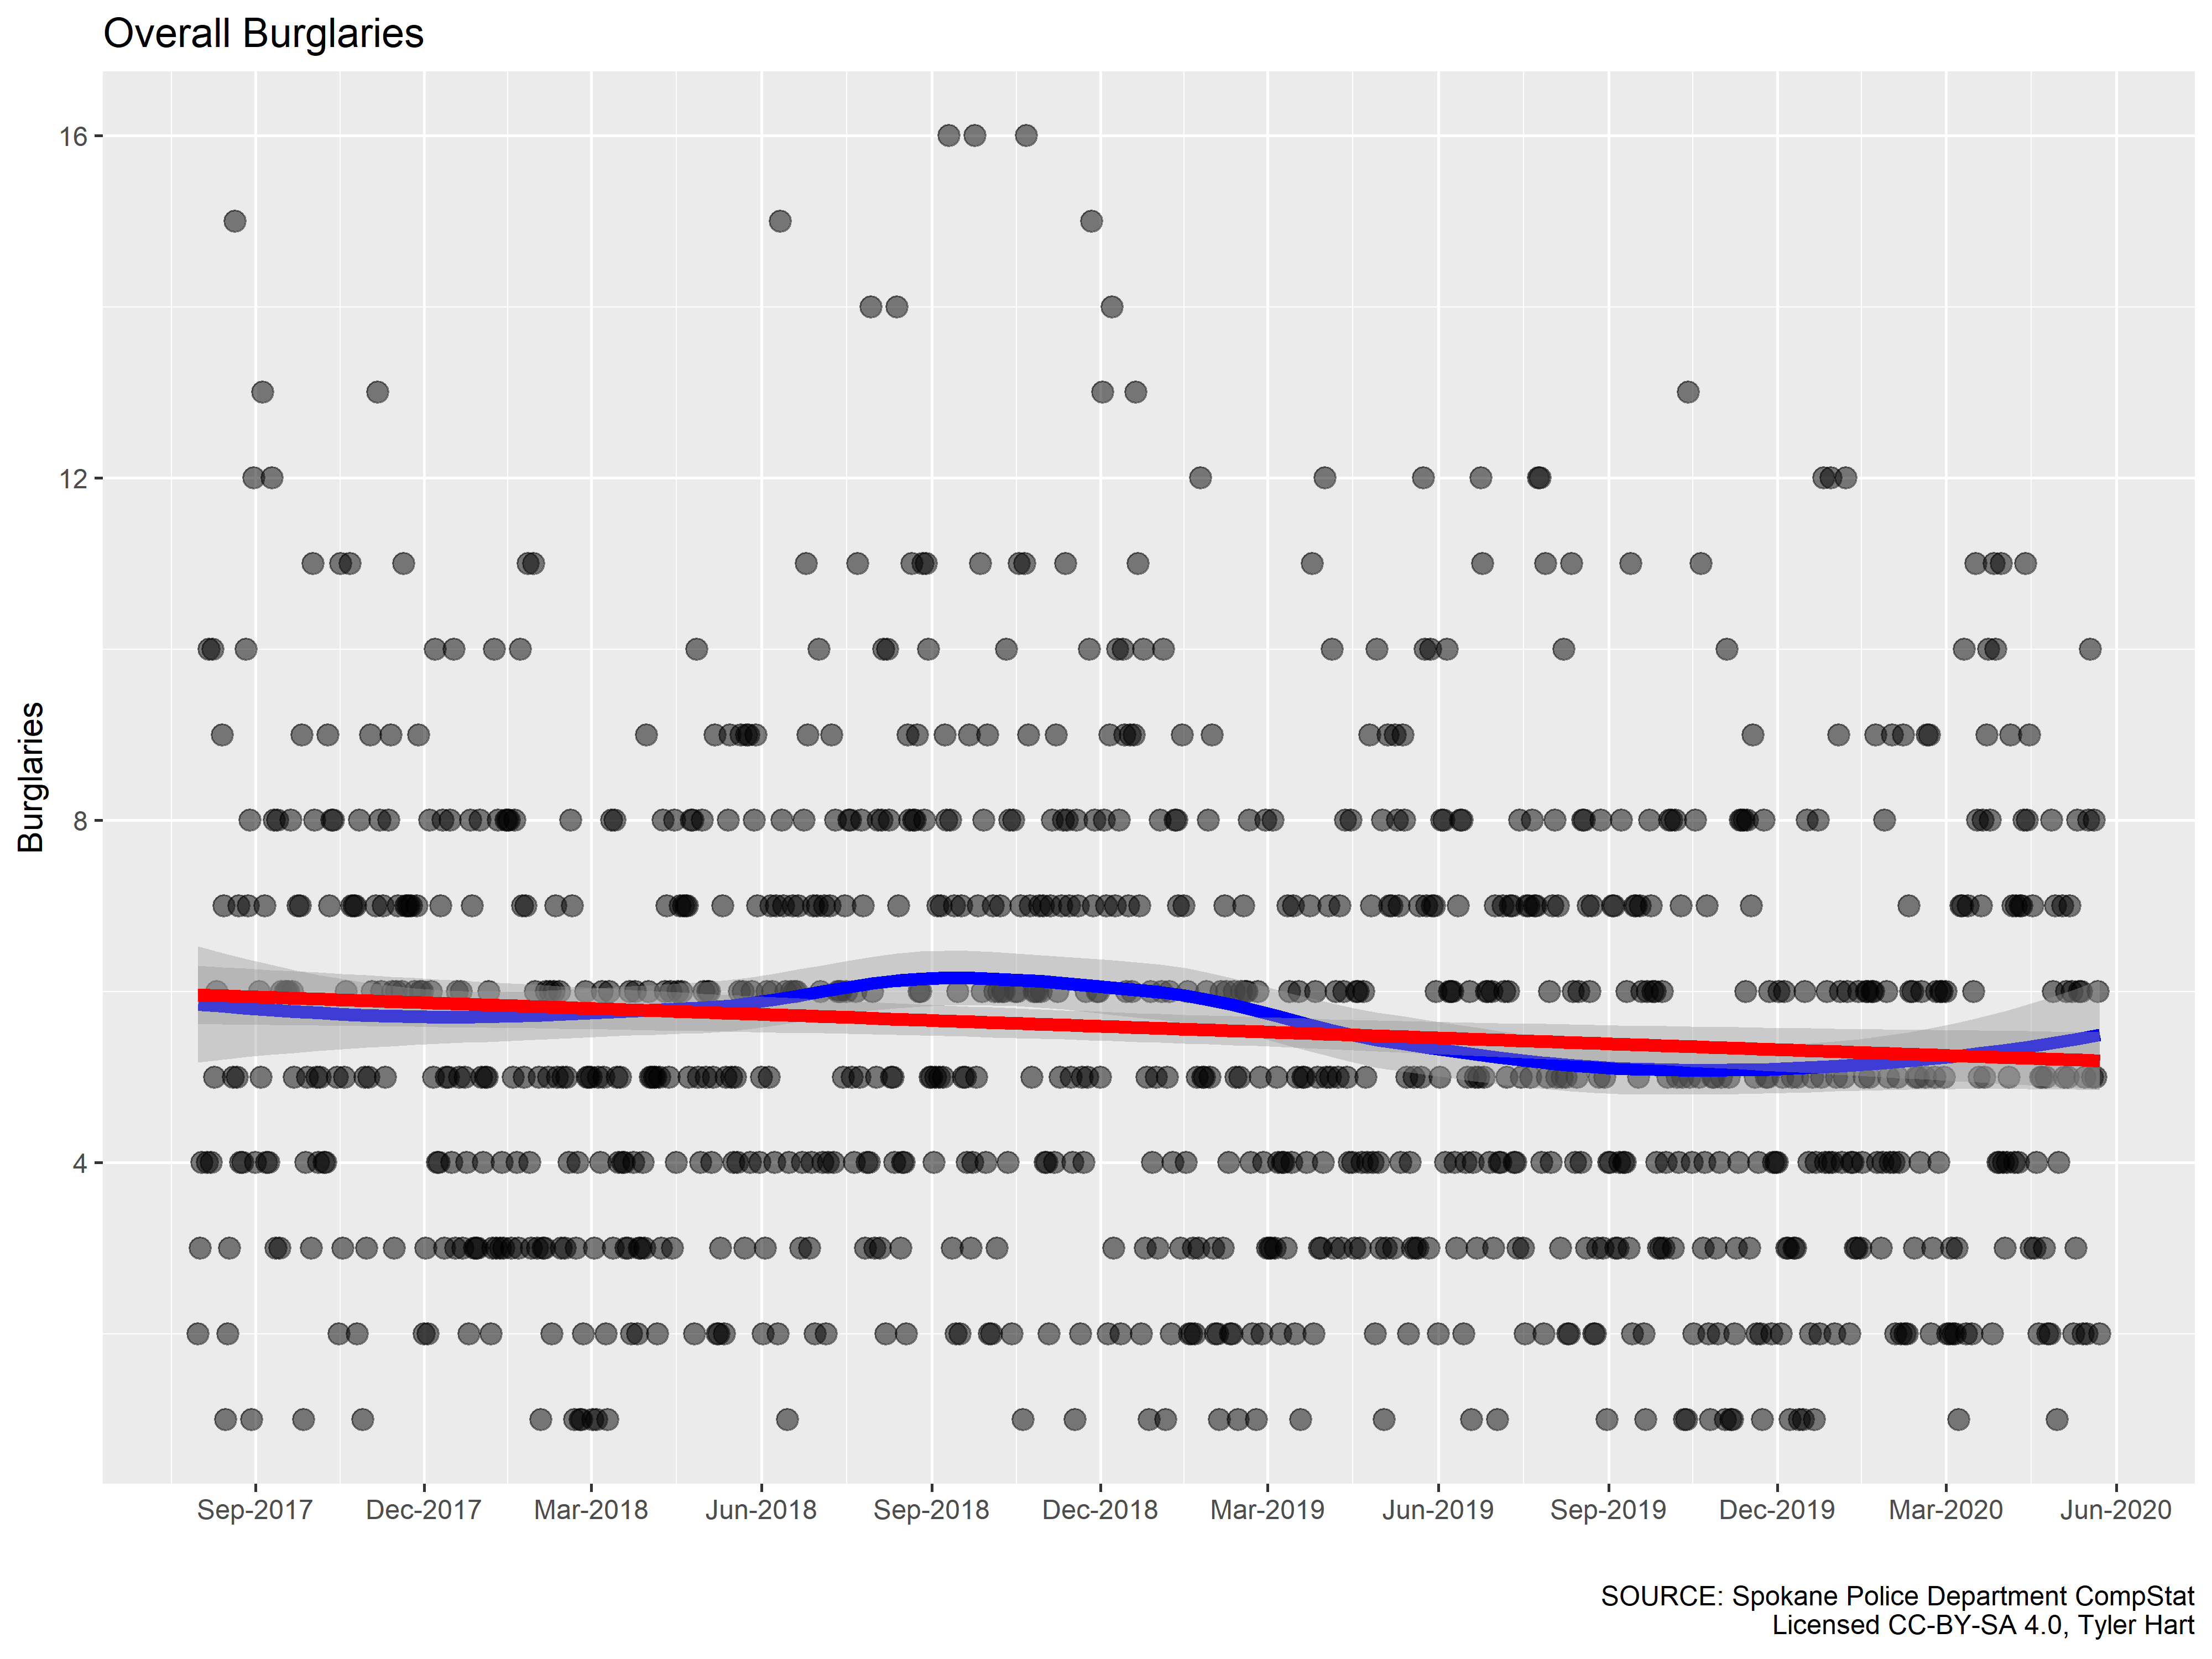 Overall Burglaries
16
12
8
4
Burglaries
Sep-2017 Dec-2017 Mar-2018 Jun-2018 Sep-2018 Dec-2018 Mar-2019 Jun-2019 Sep-2019 Dec-2019 Mar-2020 Jun-2020
SOURCE: Spokane Police Department CompStat
Licensed CC-BY-SA 4.0, Tyler Hart